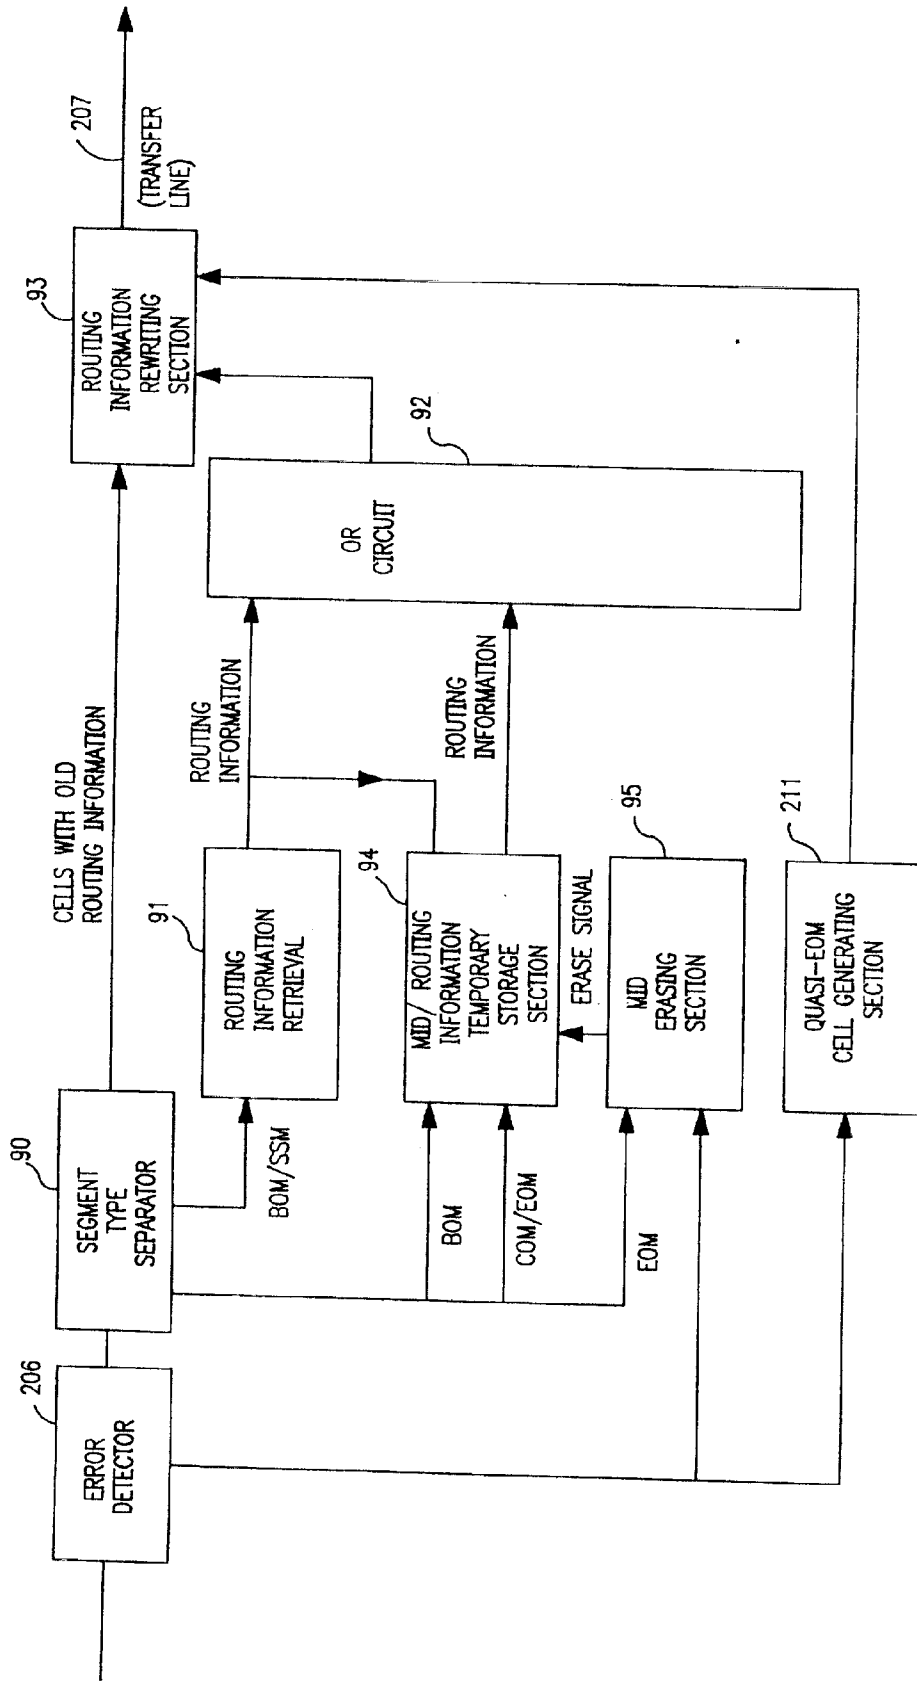 206
ERROR
DETECTOR
90
SEGMENT
TYPE
SEPARATOR
CELLS WITH OLD
ROUTING INFORMATION
93
ROUTING
INFORMATION
REWRITING
SECTION
207
(TRANSFER
LINE)
BOM/SSM
91
ROUTING
INFORMATION
RETRIEVAL
ROUTING
INFORMATION
OR
CIRCUIT
92
BOM
COM/EOM
94
MID/ ROUTING
INFORMATION
TEMPORARY
STORAGE
SECTION
ROUTING
INFORMATION
ERASE SIGNAL
EOM
95
MID
ERASING
SECTION
211
QUASI-EOM
CELL GENERATING
SECTION